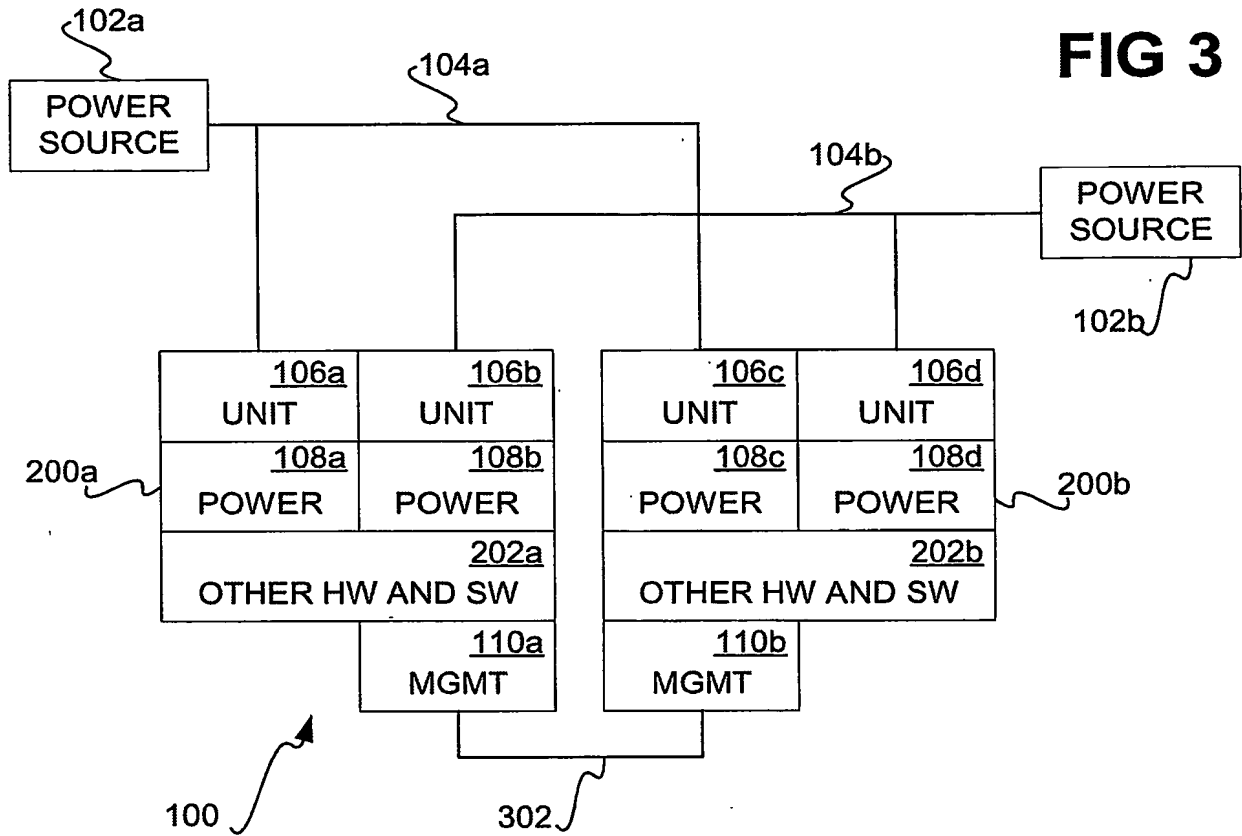 102a
FIG 3
104a
POWER
SOURCE
104b
POWER
SOURCE
102b
106a
UNIT
106b
UNIT
106c
UNIT
106d
UNIT
200a
108a
POWER
108b
POWER
108c
POWER
108d
POWER
200b
202a
OTHER HW AND SW
202b
OTHER HW AND SW
110a
MGMT
110b
MGMT
100
302